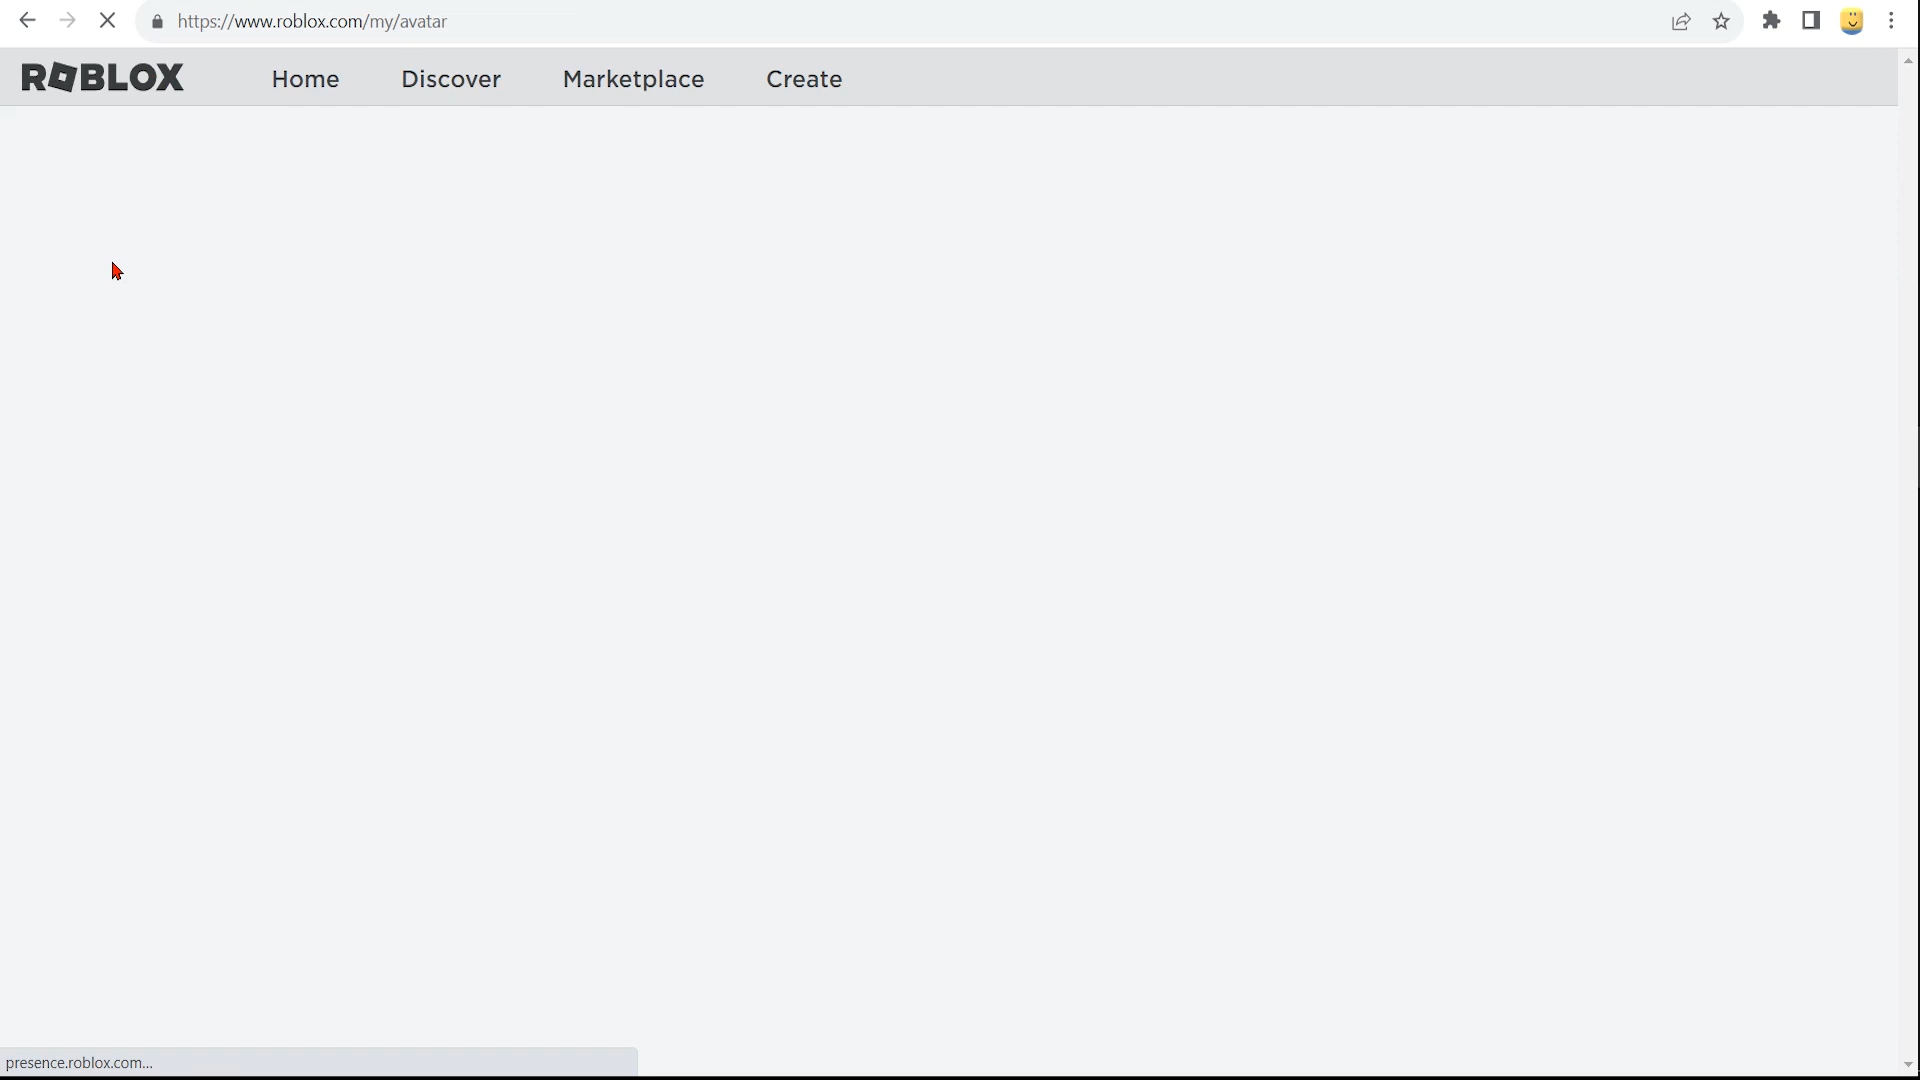 https://www.roblox.com/my/avatar
ROBLOX
Home
Discover
Marketplace
Create
presence.roblox.com...